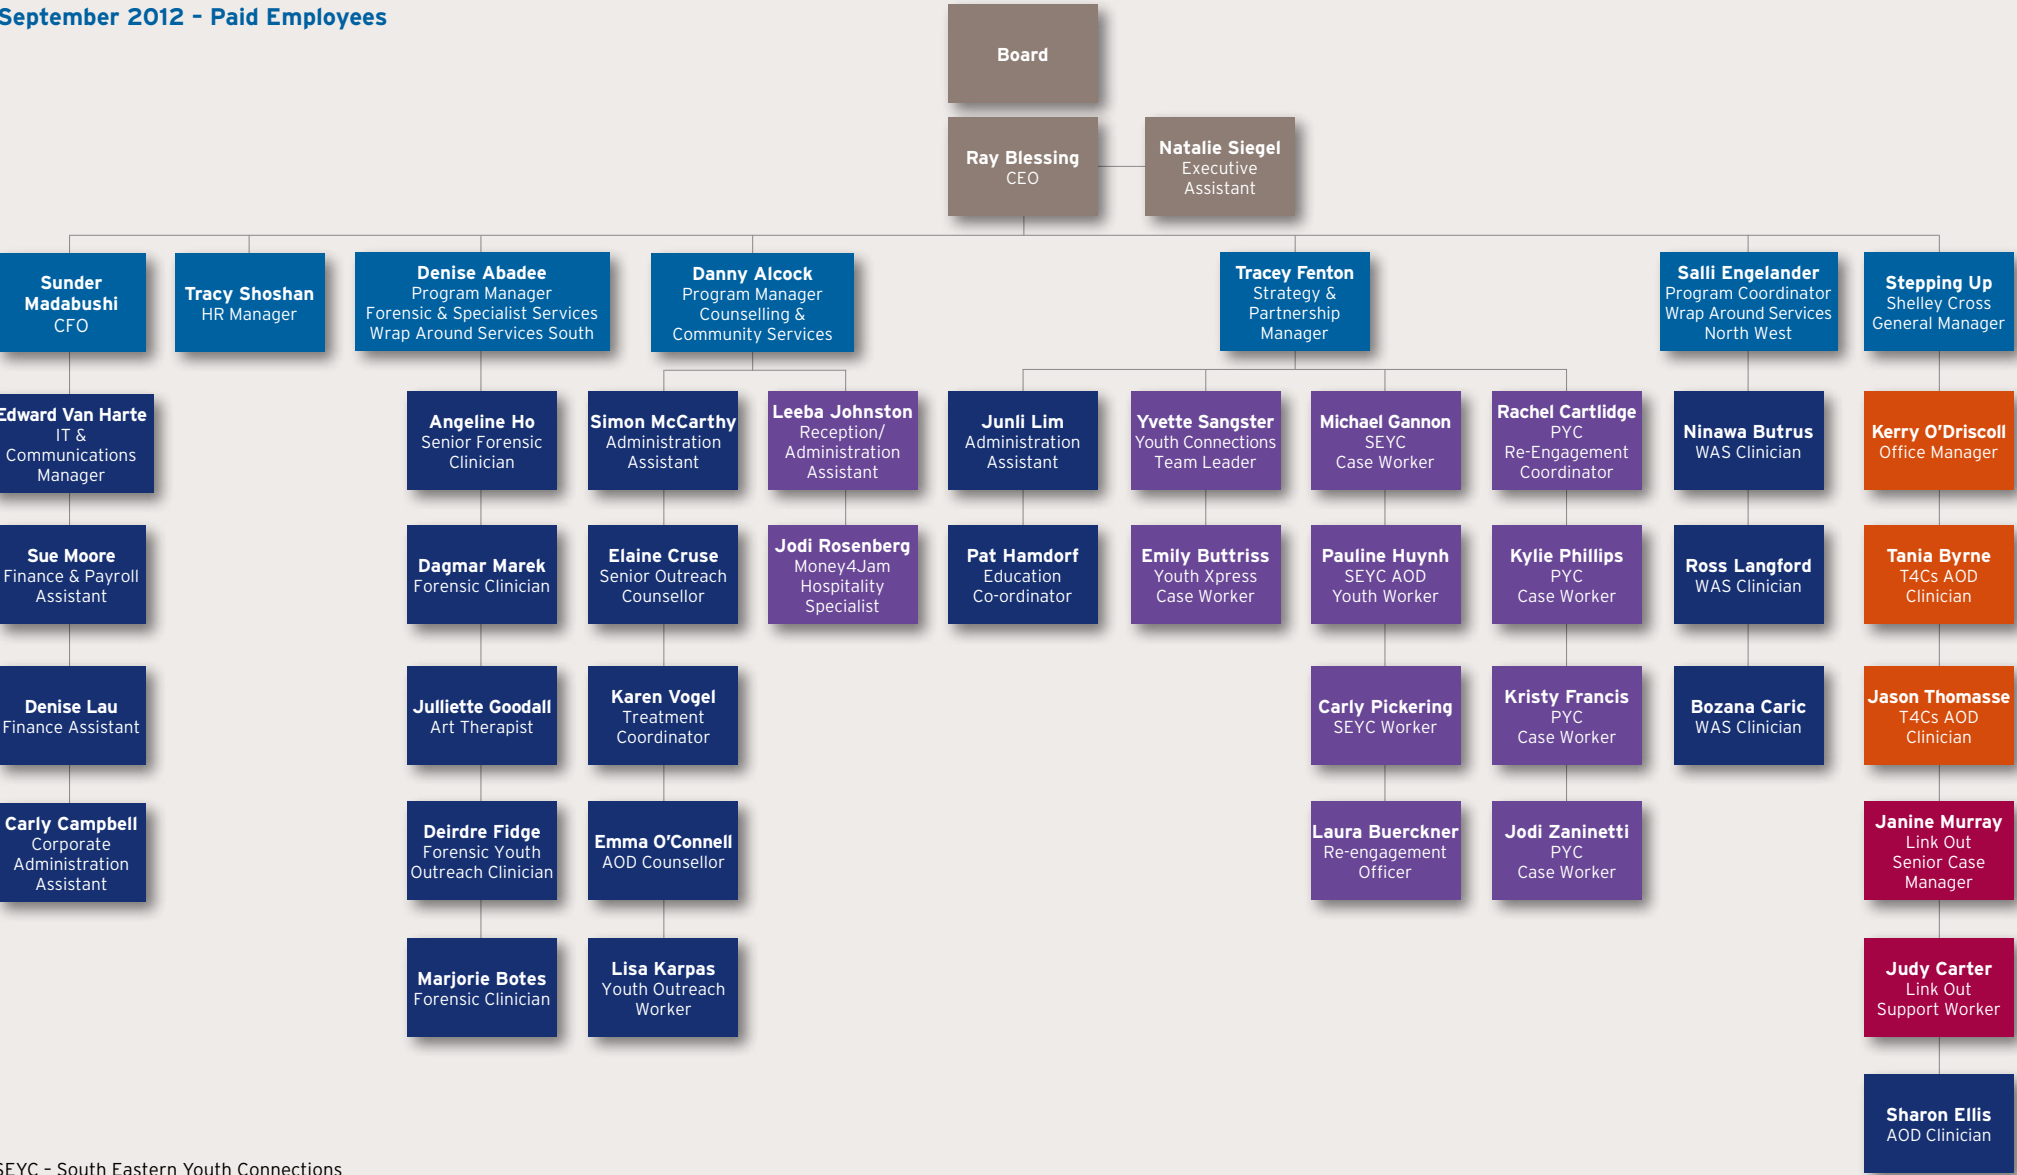 September 2012 – Paid Employees
Board
Ray Blessing
CEO
Natalie Siegel
Executive
Assistant
Sunder
Madabushi
CFO
Tracy Shoshan
HR Manager
Denise Abadee
Program Manager
Forensic & Specialist Services
Wrap Around Services South
Danny Alcock
Program Manager
Counselling &
Community Services
Tracey Fenton
Strategy &
Partnership
Manager
Salli Engelander
Program Coordinator
Wrap Around Services
North West
Stepping Up
Shelley Cross
General Manager
Edward Van Harte
IT &
Communications
Manager
Angeline Ho
Senior Forensic
Clinician
Simon McCarthy
Administration
Assistant
Leeba Johnston
Reception/
Administration
Assistant
Junli Lim
Administration
Assistant
Yvette Sangster
Youth Connections
Team Leader
Michael Gannon
SEYC
Case Worker
Rachel Cartlidge
PYC
Re-Engagement
Coordinator
Ninawa Butrus
WAS Clinician
Kerry O'Driscoll
Office Manager
Sue Moore
Finance & Payroll
Assistant
Dagmar Marek
Forensic Clinician
Elaine Cruse
Senior Outreach
Counsellor
Jodi Rosenberg
Money4Jam
Hospitality
Specialist
Pat Hamdorf
Education
Co-ordinator
Emily Buttriss
Youth Xpress
Case Worker
Pauline Huynh
SEYC AOD
Youth Worker
Kylie Phillips
PYC
Case Worker
Ross Langford
WAS Clinician
Tania Byrne
T4Cs AOD
Clinician
Denise Lau
Finance Assistant
Julliette Goodall
Art Therapist
Karen Vogel
Treatment
Coordinator
Carly Pickering
SEYC Worker
Kristy Francis
PYC
Case Worker
Bozana Caric
WAS Clinician
Jason Thomasse
T4Cs AOD
Clinician
Carly Campbell
Corporate
Administration
Assistant
Deirdre Fidge
Forensic Youth
Outreach Clinician
Emma O'Connell
AOD Counsellor
Laura Buerckner
Re-engagement
Officer
Jodi Zaninetti
PYC
Case Worker
Janine Murray
Link Out
Senior Case
Manager
Marjorie Botes
Forensic Clinician
Lisa Karpas
Youth Outreach
Worker
Judy Carter
Link Out
Support Worker
Sharon Ellis
AOD Clinician
SEYC – South Eastern Youth Connections